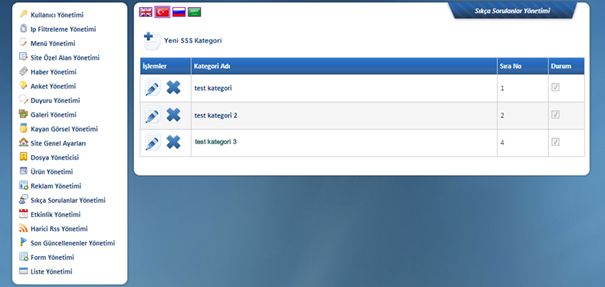 Kullanıcı Yönetimi
Ip Filtreleme Yönetimi
Menü Yönetimi
Site Özel Alan Yönetimi
Haber Yönetimi
Anket Yönetimi
Duyuru Yönetimi
Galeri Yönetimi
Kayan Görsel Yönetimi
Site Genel Ayarları
Dosya Yöneticisi
Ürün Yönetimi
Reklam Yönetimi
Sıkça Sorulanlar Yönetimi
Etkinlik Yönetimi
Harici Rss Yönetimi
Son Güncellenenler Yönetimi
Form Yönetimi
Liste Yönetimi
Sıkça Sorulanlar Yönetimi
Yeni SSS Kategori
İşlemler Kategori Adı Sıra No Durum
test kategori 1
test kategori 2 2
test kategori 3 4